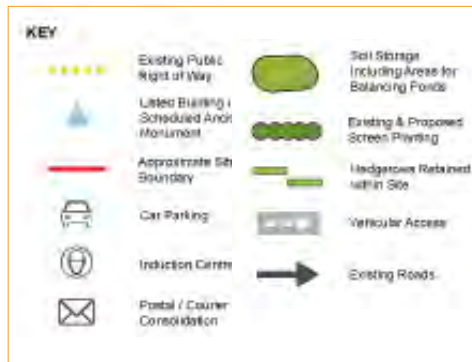 KEY
Existing Public
Right of Way
Listed Building
Scheduled Anci
Monument
Approximate Sit
Boundary
Car Parking
Induction Centre
Postal / Courier
Consolidation
Soil Storage
Including Areas for
Balancing Ponds
Existing & Proposed
Screen Planting
Hedgerows Retained
within Site
Vehicular Access
Existing Roads